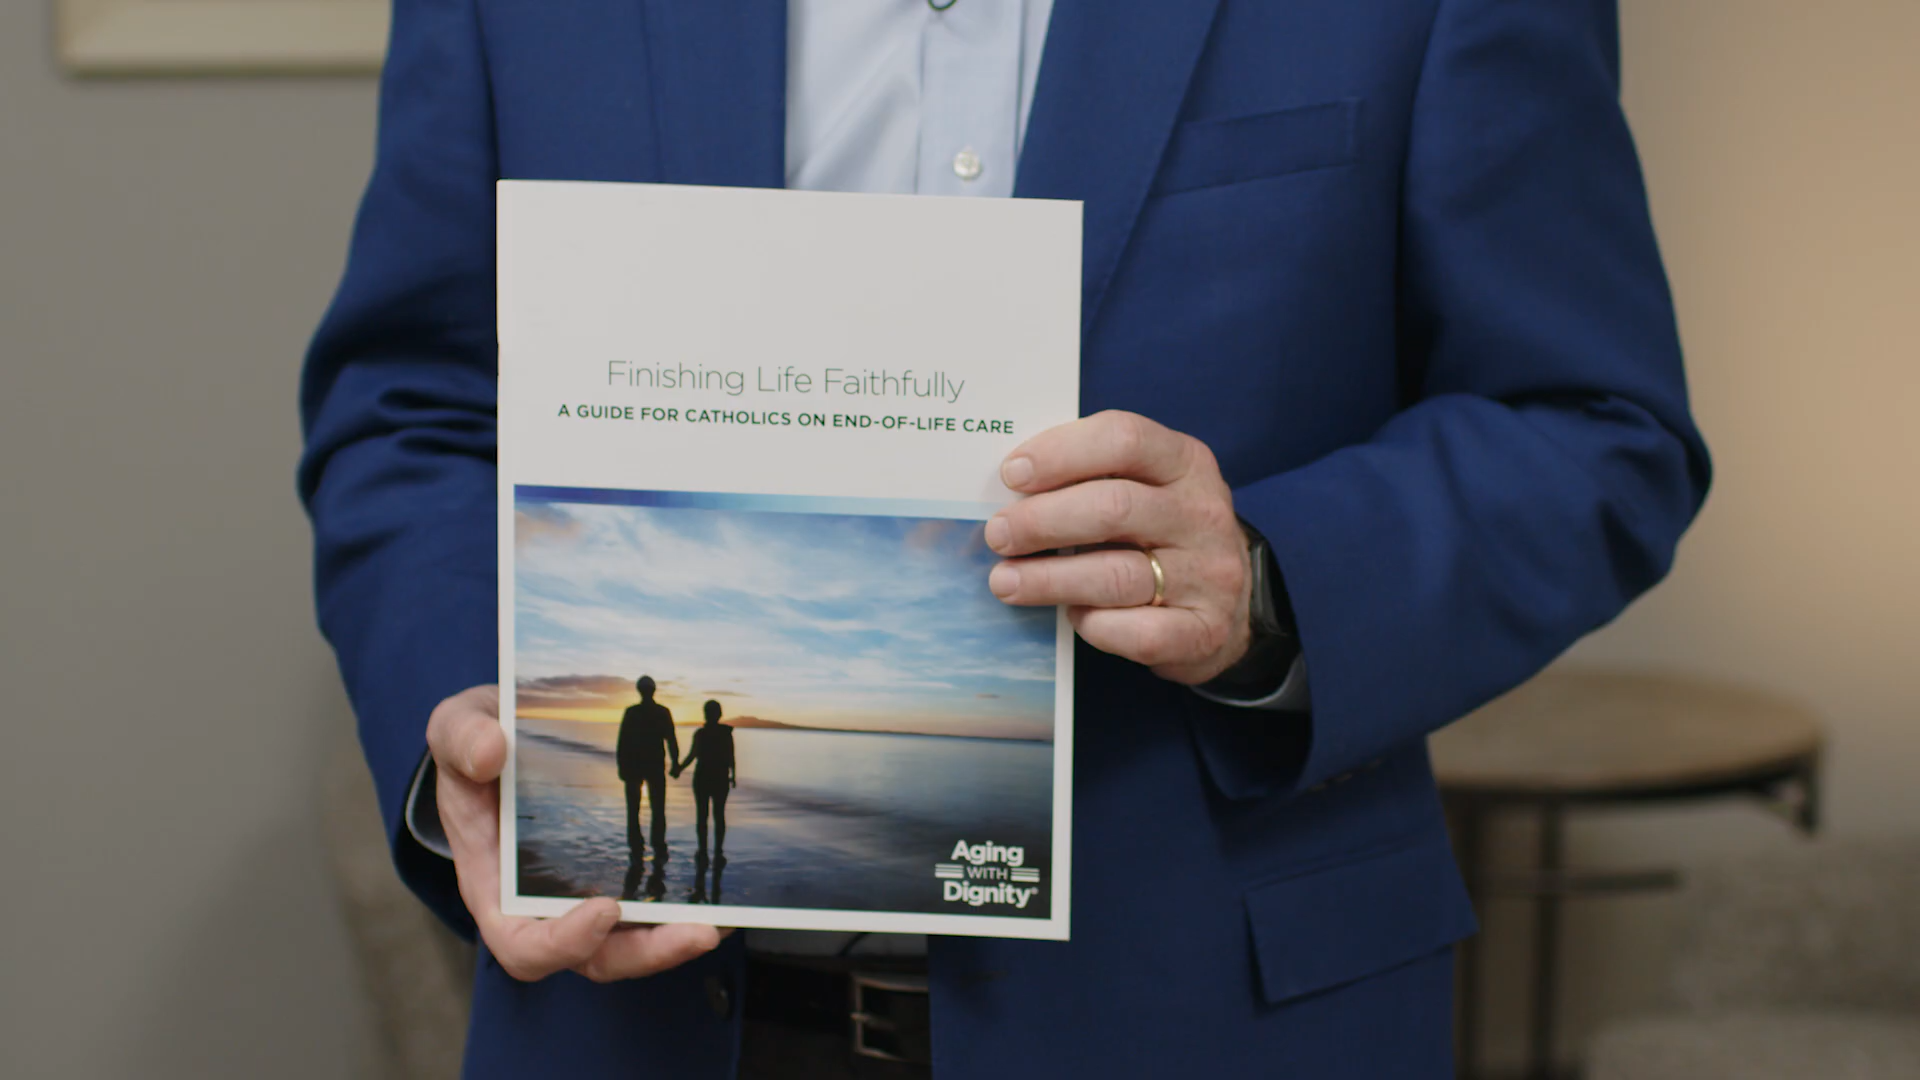 Finishing Life Faithfully
A GUIDE FOR CATHOLICS ON END-OF-LIFE CARE
Aging
WITH
Dignity®